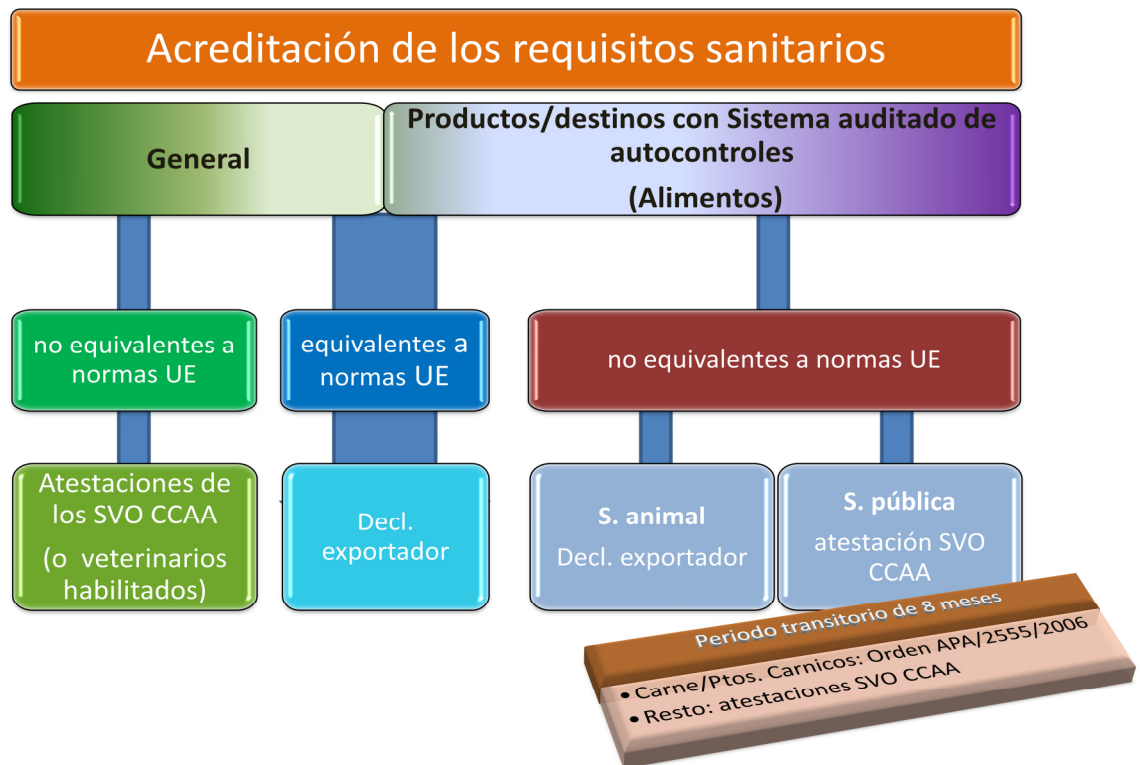 Acreditación de los requisitos sanitarios
General
Productos/destinos con Sistema auditado de
autocontroles
(Alimentos)
no equivalentes a
normas UE
equivalentes a
normas UE
no equivalentes a normas UE
Atestaciones de
los SVO CCAA
(o veterinarios
habilitados)
Decl.
exportador
S. animal
Decl. exportador
S. pública
atestación SVO
CCAA
Periodo transitorio de 8 meses
• Carne/Ptos. Carnicos: Orden APA/2555/2006
• Resto: atestaciones SVO CCAA